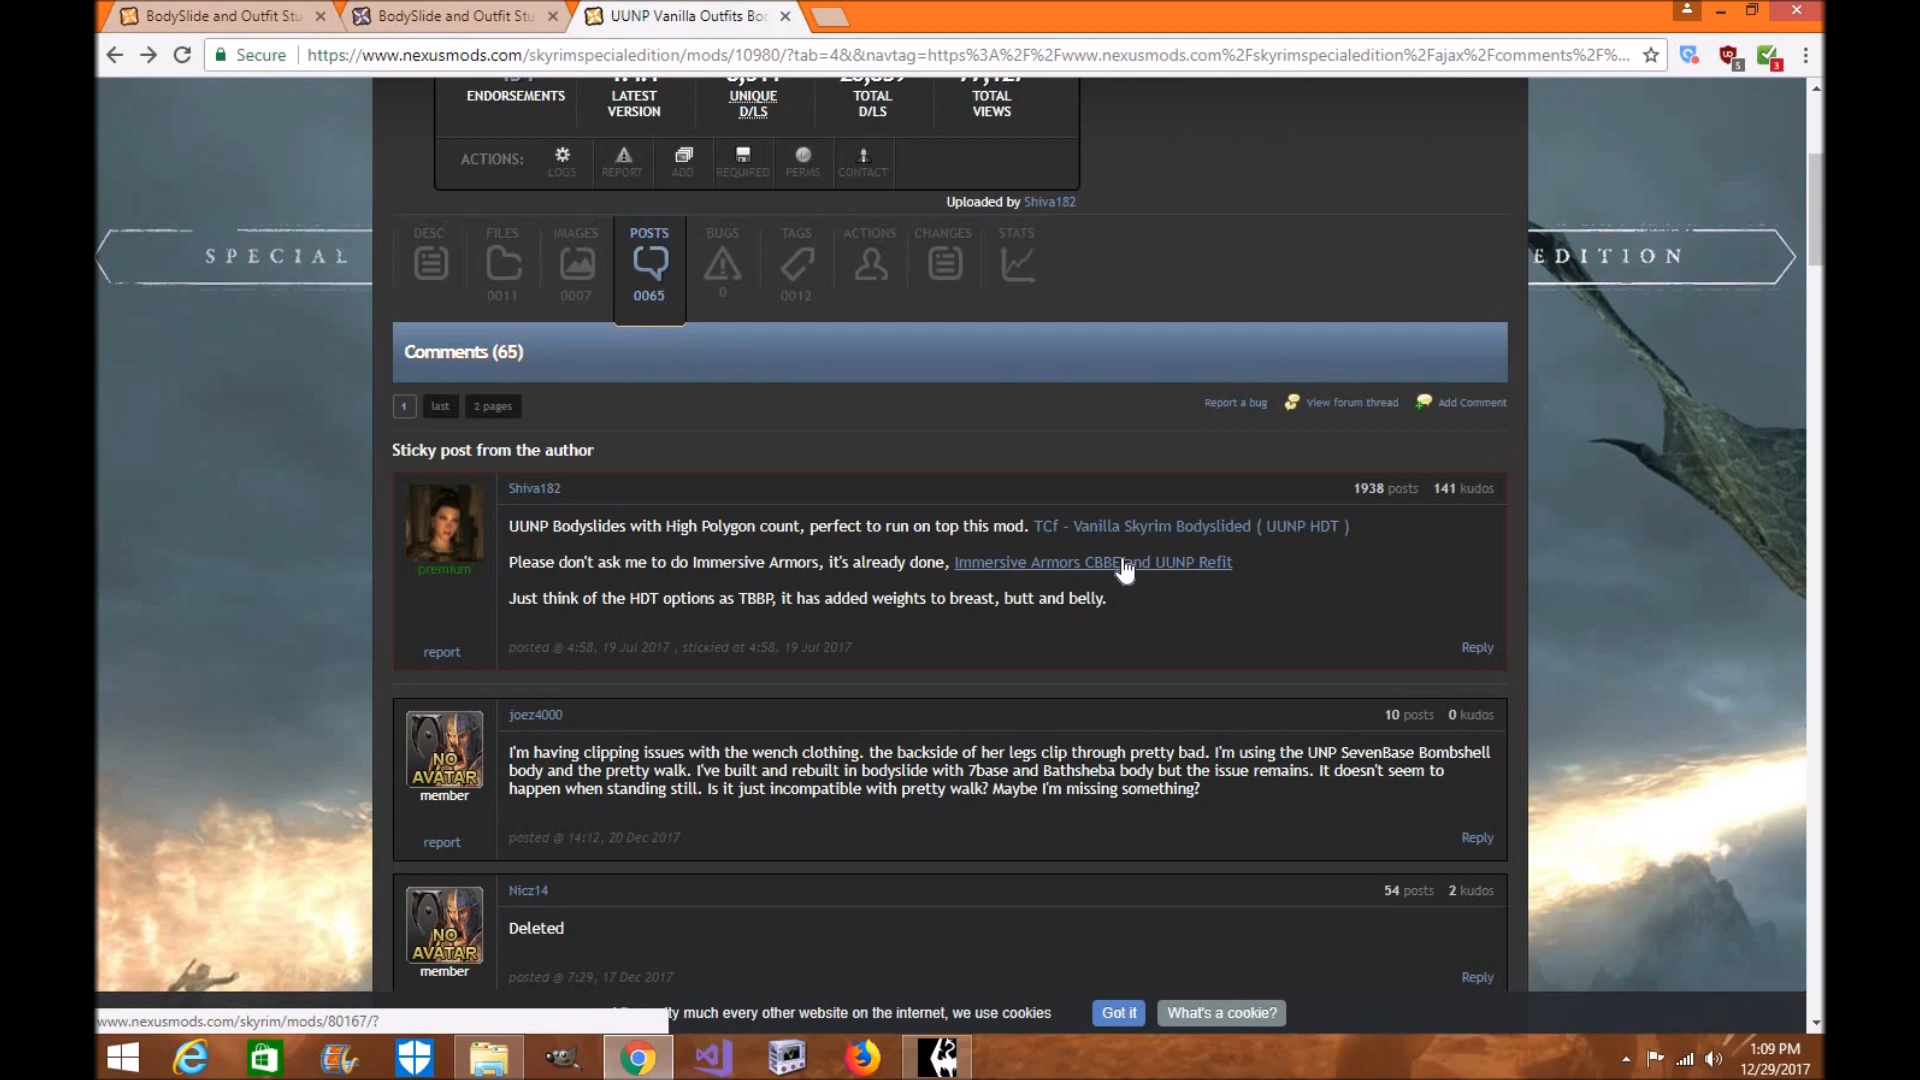 BodySlide and Outfit Stu
BodySlide and Outfit Stu
UUNP Vanilla Outfits Boc
Secure
https://www.nexusmods.com/skyrimspecialedition/mods/10980/?tab=4&&navtag=https%3A%2F%2Fwww.nexusmods.com%2Fskyrimspecialedition%2Fajax%2Fcomments%2F%...
ENDORSEMENTS
LATEST VERSION
UNIQUE D/LS
TOTAL D/LS
TOTAL VIEWS
ACTIONS:
LOGS
REPORT
ADD
REQUIRED
PERMS
CONTACT
Uploaded by Shiva182
SPECIAL
EDITION
DESC
FILES
0011
IMAGES
0007
POSTS
0065
BUGS
0
TAGS
0012
ACTIONS
CHANGES
STATS
Comments (65)
1
last
2 pages
Report a bug
View forum thread
Add Comment
Sticky post from the author
Shiva182
1938 posts 141 kudos
premium
UUNP Bodyslides with High Polygon count, perfect to run on top this mod. TCf - Vanilla Skyrim Bodyslided ( UUNP HDT )
Please don't ask me to do Immersive Armors, it's already done, Immersive Armors CBBE and UUNP Refit
Just think of the HDT options as TBBP, it has added weights to breast, butt and belly.
report
posted @ 4:58, 19 Jul 2017 , stickied at 4:58, 19 Jul 2017
Reply
joez4000
10 posts 0 kudos
NO AVATAR
member
I'm having clipping issues with the wench clothing. the backside of her legs clip through pretty bad. I'm using the UNP SevenBase Bombshell
body and the pretty walk. I've built and rebuilt in bodyslide with 7base and Bathsheba body but the issue remains. It doesn't seem to
happen when standing still. Is it just incompatible with pretty walk? Maybe I'm missing something?
report
posted @ 14:12, 20 Dec 2017
Reply
Nicz14
54 posts 2 kudos
NO AVATAR
member
Deleted
posted @ 7:29, 17 Dec 2017
Reply
much every other website on the internet, we use cookies
Got it
What's a cookie?
www.nexusmods.com/skyrim/mods/80167/?
1:09 PM
12/29/2017